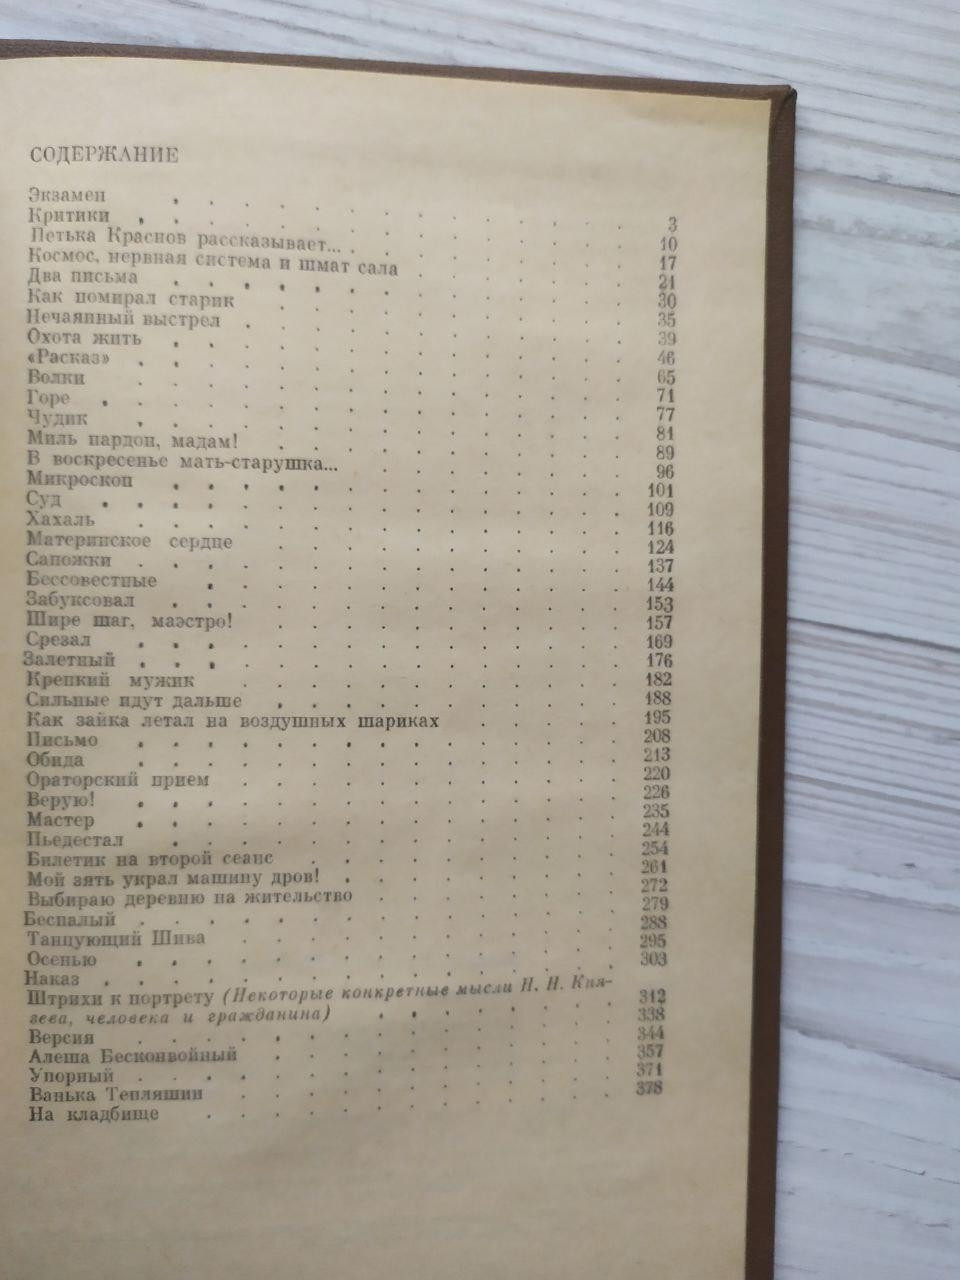 СОДЕРЖАНИЕ
Экзамен . . . . . . . . . . . . . 3
Критики . . . . . . . . . . . . . . 10
Петька Краснов рассказывает... . . . . . . . . 17
Космос, нервная система и шмат сала . . . . . . 21
Два письма . . . . . . . . . . . . . 30
Как помирал старик . . . . . . . . . . 35
Нечаянный выстрел . . . . . . . . . . . 39
Охота жить . . . . . . . . . . . . . 46
«Расказ» . . . . . . . . . . . . . . 65
Волки . . . . . . . . . . . . . . 71
Горе . . . . . . . . . . . . . . . 77
Чудик . . . . . . . . . . . . . . 81
Миль пардон, мадам! . . . . . . . . . . 89
В воскресенье мать-старушка... . . . . . . . 96
Микроскоп . . . . . . . . . . . . . 101
Суд . . . . . . . . . . . . . . . 109
Хахаль . . . . . . . . . . . . . . 116
Материнское сердце . . . . . . . . . . 124
Сапожки . . . . . . . . . . . . . . 137
Бессовестные . . . . . . . . . . . . 144
Забуксовал . . . . . . . . . . . . . 153
Шире шаг, маэстро! . . . . . . . . . . 157
Срезал . . . . . . . . . . . . . . 169
Залетный . . . . . . . . . . . . . . 176
Крепкий мужик . . . . . . . . . . . 182
Сильные идут дальше . . . . . . . . . . 188
Как зайка летал на воздушных шариках . . . . . 195
Письмо . . . . . . . . . . . . . . 208
Обида . . . . . . . . . . . . . . 213
Ораторский прием . . . . . . . . . . . 220
Верую! . . . . . . . . . . . . . . 226
Мастер . . . . . . . . . . . . . . 235
Пьедестал . . . . . . . . . . . . . 244
Билетик на второй сеанс . . . . . . . . . 254
Мой зять украл машину дров! . . . . . . . . 261
Выбираю деревню на жительство . . . . . . . 272
Беспалый . . . . . . . . . . . . . . 279
Танцующий Шива . . . . . . . . . . . 288
Осенью . . . . . . . . . . . . . . 295
Наказ . . . . . . . . . . . . . . . 303
Штрихи к портрету (Некоторые конкретные мысли Н. Н. Кня-
зева, человека и гражданина) . . . . . . . 312
Версия . . . . . . . . . . . . . . 338
Алеша Бесконвойный . . . . . . . . . . 344
Упорный . . . . . . . . . . . . . . 357
Ванька Тепляшин . . . . . . . . . . . 371
На кладбище . . . . . . . . . . . . 378